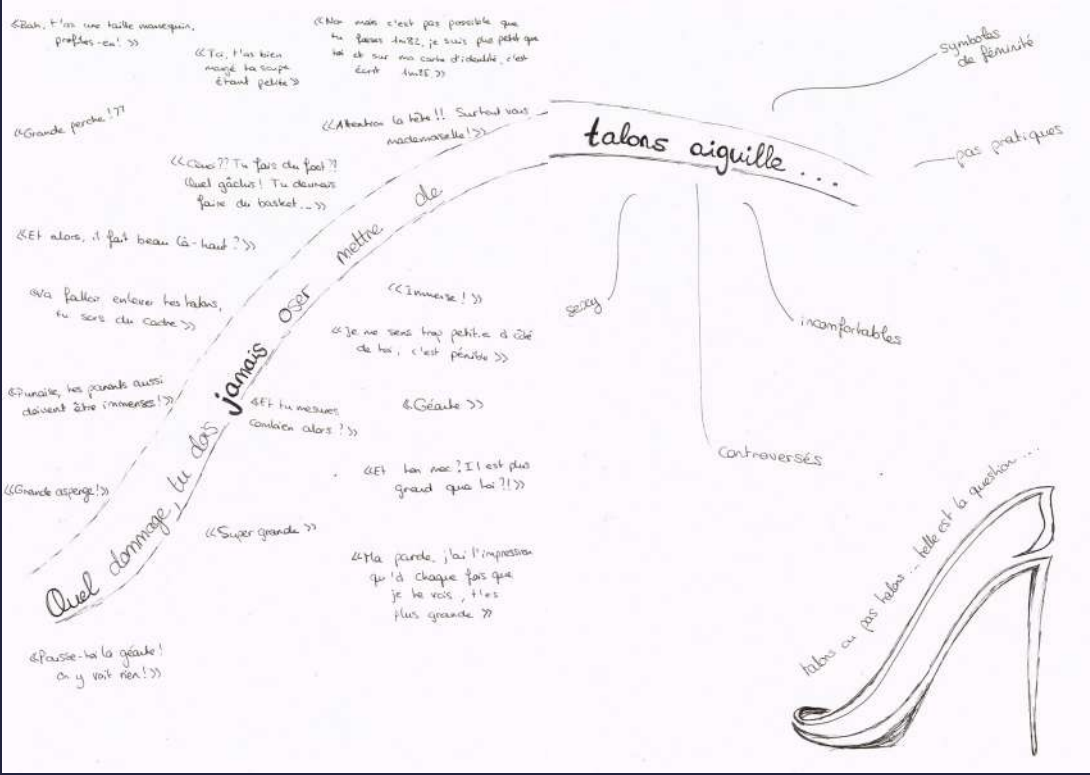 «Bah, t'as une taille mannequin,
profites-en! »
«Toi, t'as bien
mangé ta soupe
étant petite »
«Non mais c'est pas possible que
tu fasses 1m82, je suis plus petit que
toi et sur ma carte d'identité, c'est
écrit 1m85 »
«Grande perche!»
«Attention la tête!! Surtout vous
mademoiselle!»
«Quoi?? Tu fais du foot?!
Quel gâchis! Tu devrais
faire du basket...»
«Et alors, il fait beau là-haut?»
«Va falloir enlever tes talons,
tu sors du cadre»
«Immense!»
«Je me sens trop petit.e à côté
de toi, c'est pénible»
«Punaise, tes parents aussi
doivent être immenses!»
«Et tu mesures
combien alors?»
«Géante»
«Et ton mec? Il est plus
grand que toi?!»
«Grande asperge!»
«Super grande»
«Ma parole, j'ai l'impression
qu'à chaque fois que
je te vois, t'es
plus grande »
«Pousse-toi la géante!
On y voit rien!»
Quel dommage, tu dois jamais oser mettre de
talons aiguille...
symboles
de féminité
pas pratiques
sexy
inconfortables
controversés
talons ou pas talons... telle est la question...